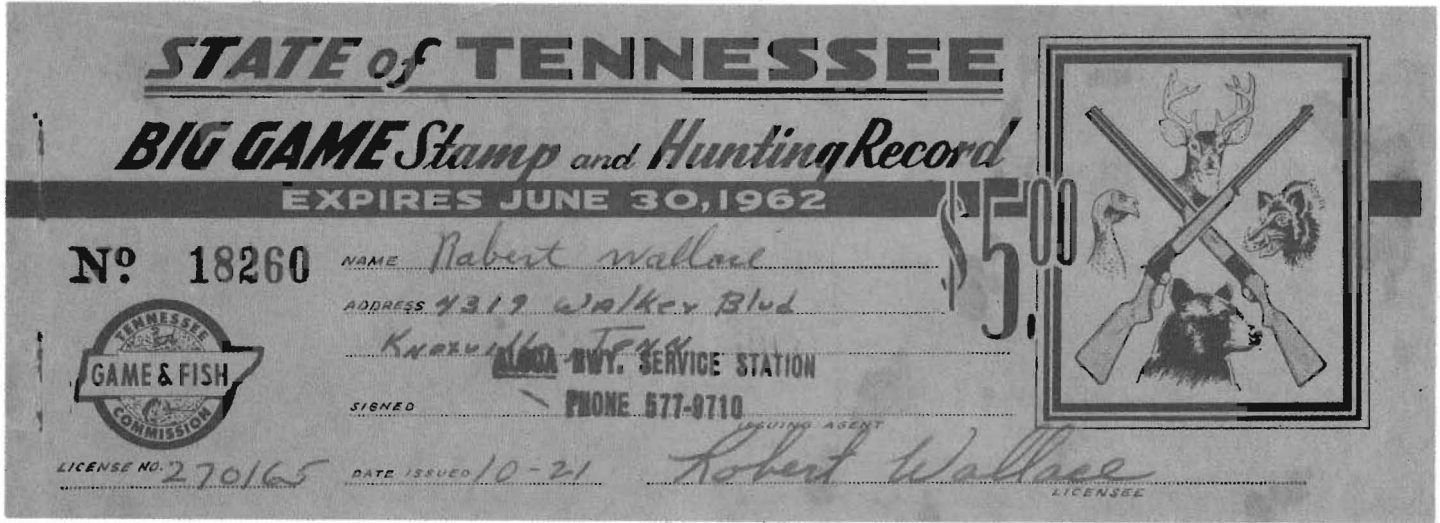 STATE of TENNESSEE
BIG GAME Stamp and Hunting Record
EXPIRES JUNE 30, 1962
$5.00
Nº 18260
NAME Robert Wallace
ADDRESS 4319 Walker Blvd
Knoxville Tenn
ALCOA HWY. SERVICE STATION
PHONE 577-9710
SIGNED
ISSUING AGENT
TENNESSEE
GAME & FISH
COMMISSION
LICENSE NO. 270165 DATE ISSUED 10-21 Robert Wallace
LICENSEE